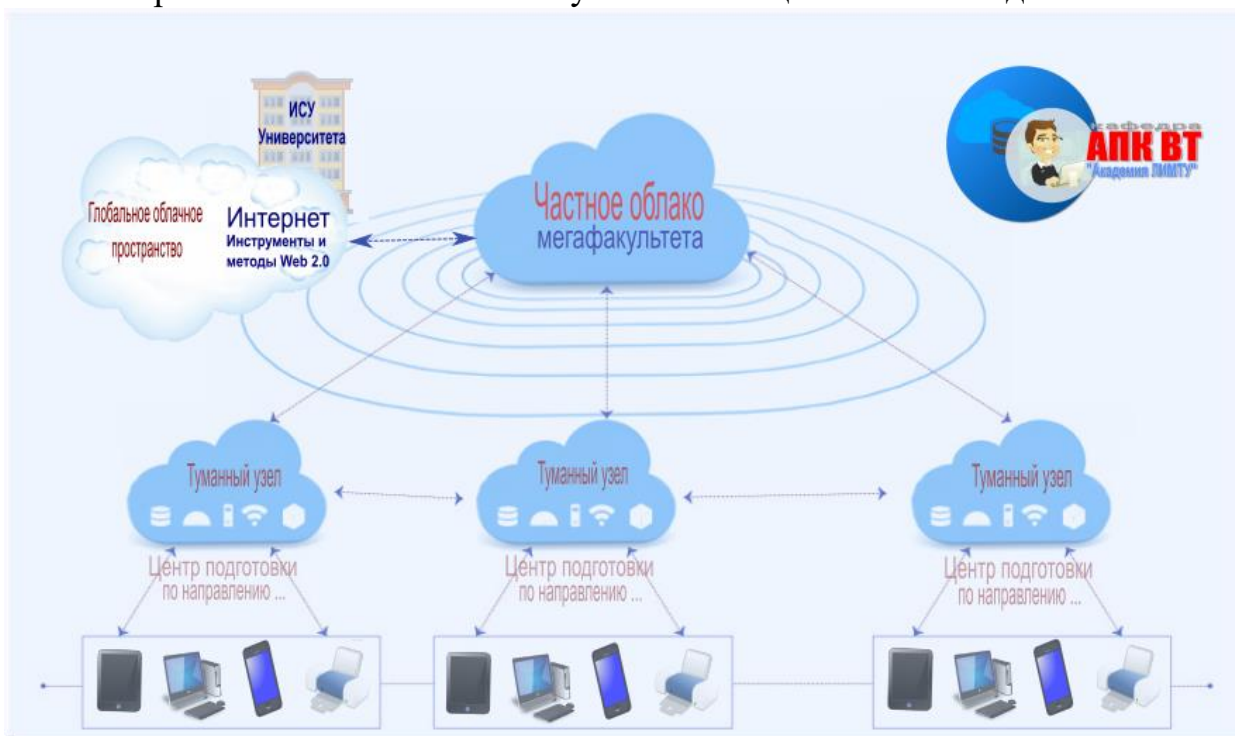 ИСУ
Университета
Глобальное облачное
пространство
Интернет
Инструменты и
методы Web 2.0
Частное облако
мегафакультета
кафедра
АПК ВТ
"Академия ЛИМТУ"
Туманный узел
Туманный узел
Туманный узел
Центр подготовки
по направлению ...
Центр подготовки
по направлению ...
Центр подготовки
по направлению ...